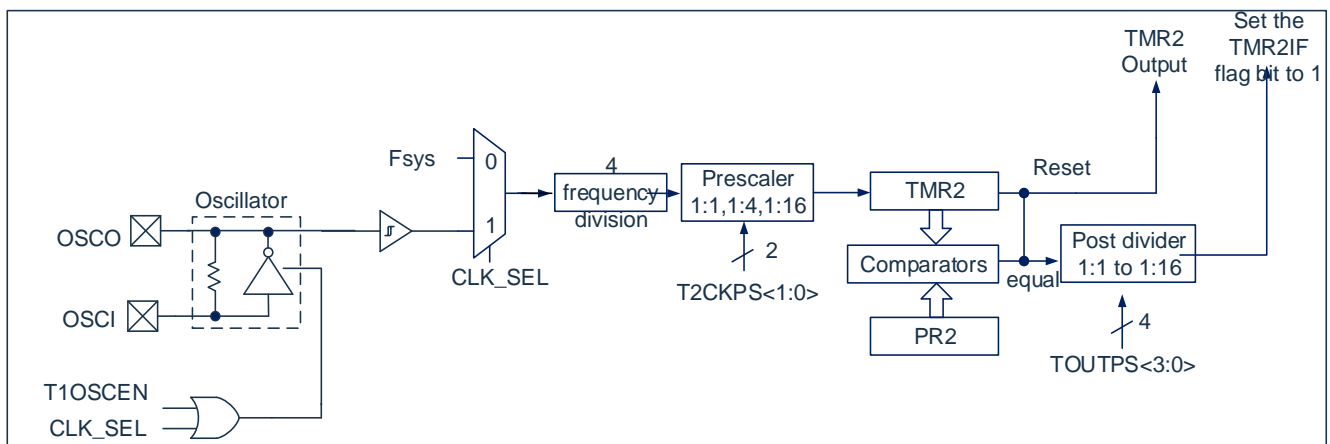 Set the
TMR2IF
flag bit to 1
TMR2
Output
Fsys
0
1
CLK_SEL
4
frequency
division
Prescaler
1:1,1:4,1:16
2
T2CKPS<1:0>
TMR2
Reset
Comparators
equal
PR2
Post divider
1:1 to 1:16
4
TOUTPS<3:0>
Oscillator
OSCO
OSCI
T1OSCEN
CLK_SEL